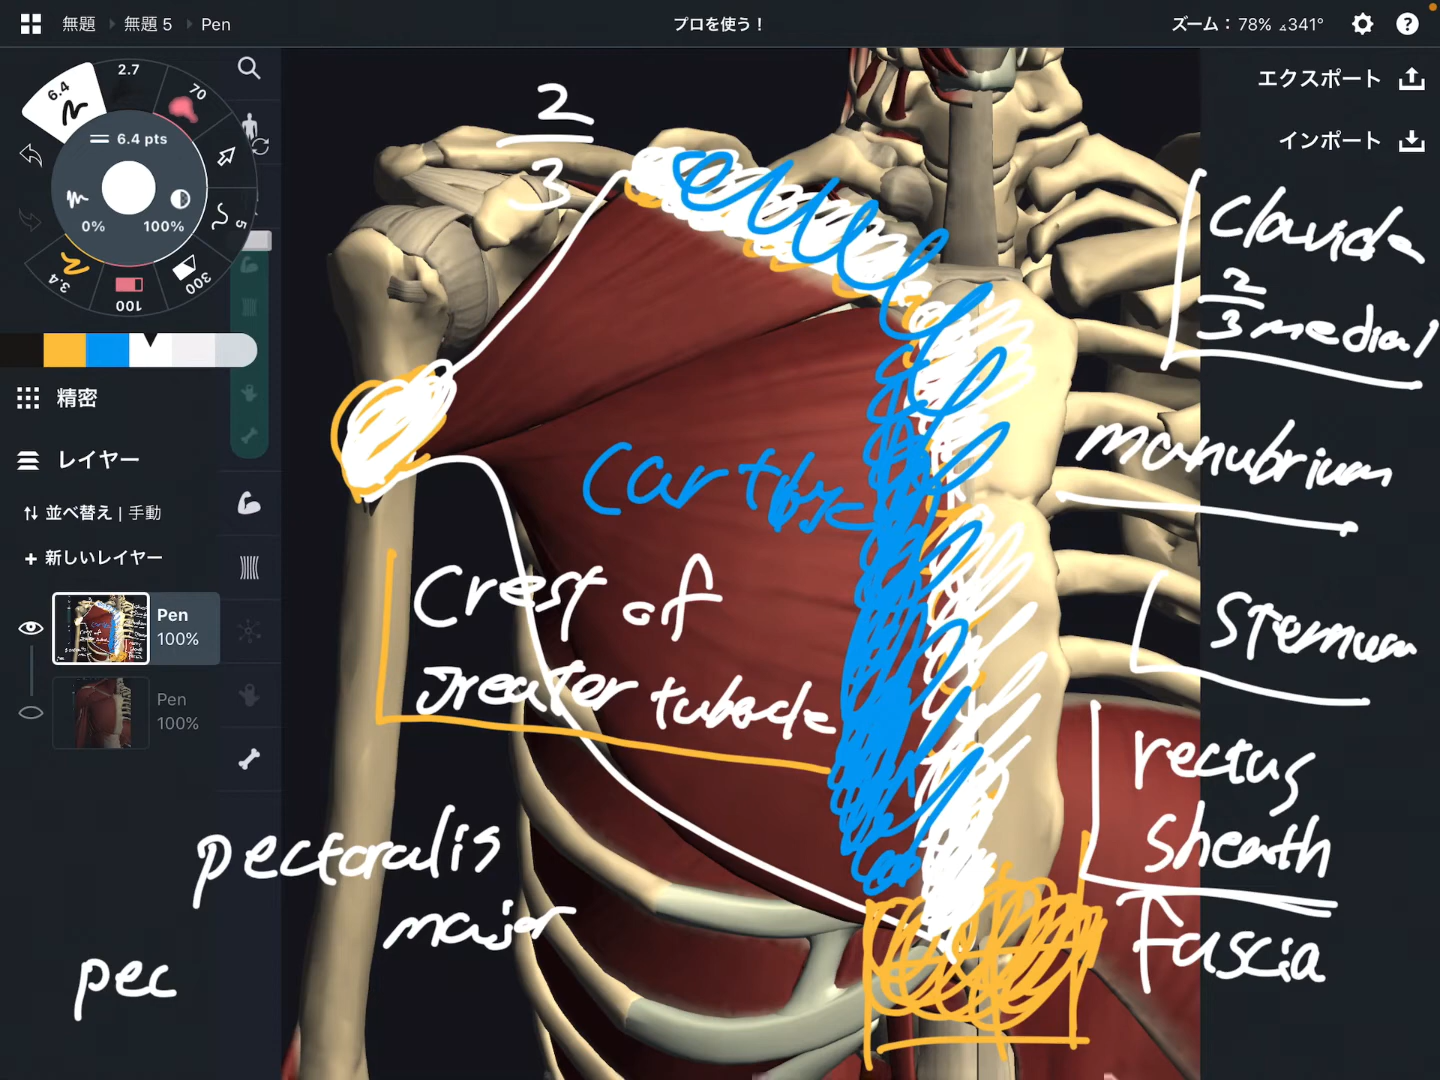 無題 無題 5 Pen
プロを使う！
ズーム： 78% ⊿341°
エクスポート
インポート
2.7
6.4
70
6.4 pts
0% 100%
5
34
100
300
精密
レイヤー
並べ替え | 手動
+ 新しいレイヤー
Pen
100%
Pen
100%
2
3
Clavicle
2
3 medial
manubrium
Sternum
rectus
sheath
Fascia
Crest of
greater
pectoralis
major
pec